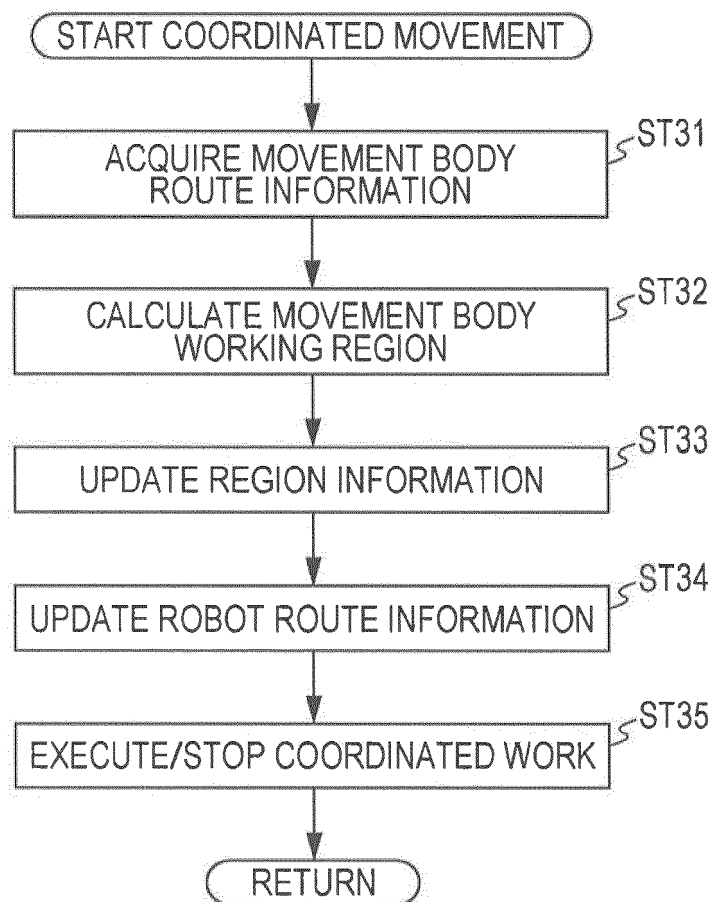 START COORDINATED MOVEMENT
ST31
ACQUIRE MOVEMENT BODY
ROUTE INFORMATION
ST32
CALCULATE MOVEMENT BODY
WORKING REGION
ST33
UPDATE REGION INFORMATION
ST34
UPDATE ROBOT ROUTE INFORMATION
ST35
EXECUTE/STOP COORDINATED WORK
RETURN